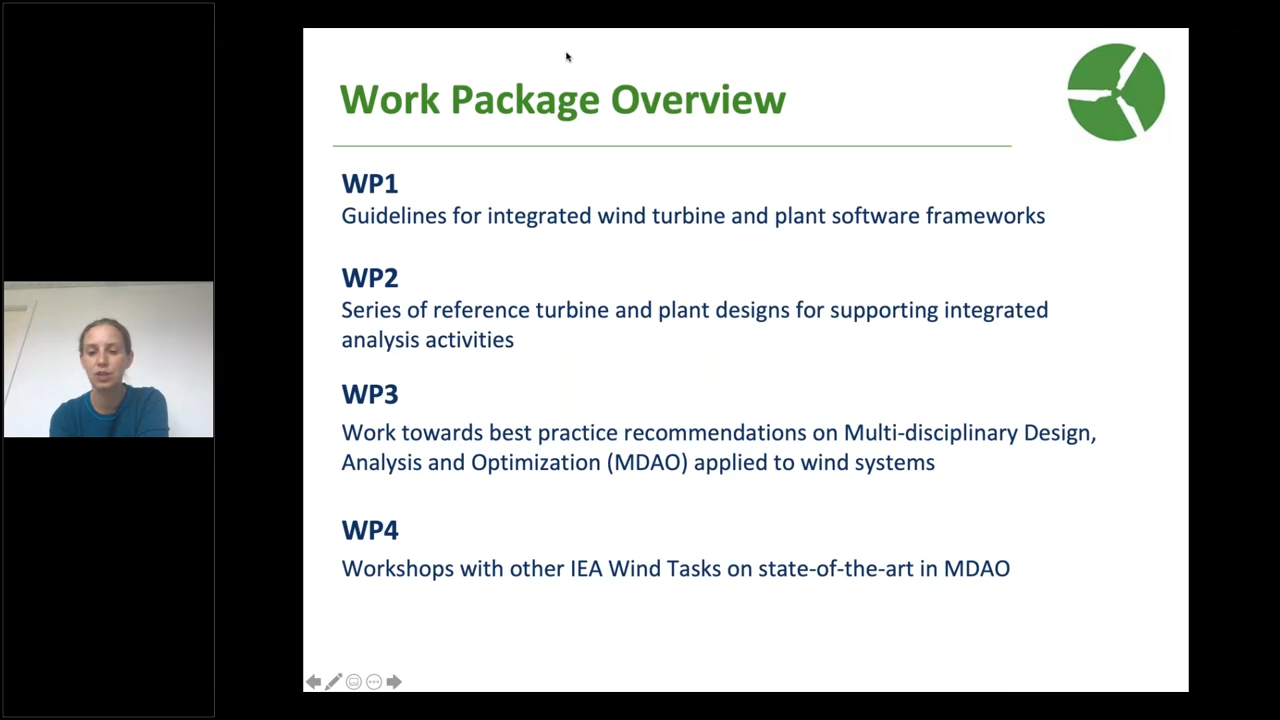 Work Package Overview
WP1
Guidelines for integrated wind turbine and plant software frameworks
WP2
Series of reference turbine and plant designs for supporting integrated
analysis activities
WP3
Work towards best practice recommendations on Multi-disciplinary Design,
Analysis and Optimization (MDAO) applied to wind systems
WP4
Workshops with other IEA Wind Tasks on state-of-the-art in MDAO